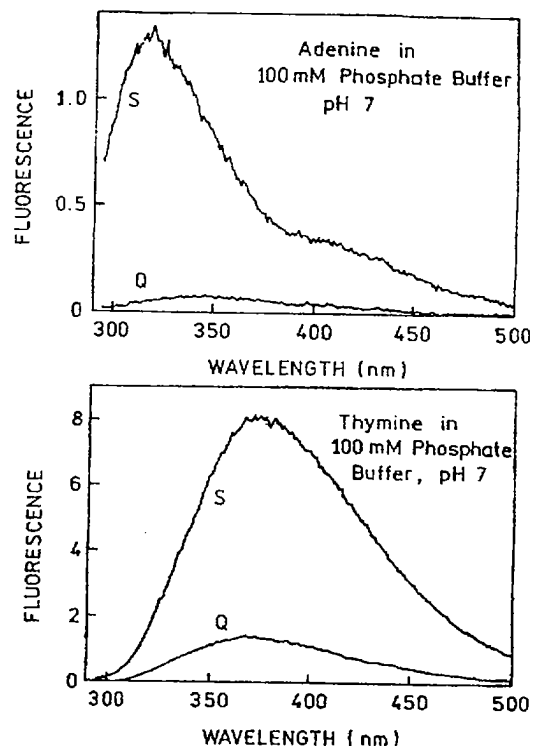 Adenine in
100 mM Phosphate Buffer
pH 7
FLUORESCENCE
1.0
0.5
0
S
Q
300 350 400 450 500
WAVELENGTH (nm)
Thymine in
100 mM Phosphate
Buffer, pH 7
FLUORESCENCE
8
6
4
2
0
S
Q
300 350 400 450 500
WAVELENGTH (nm)